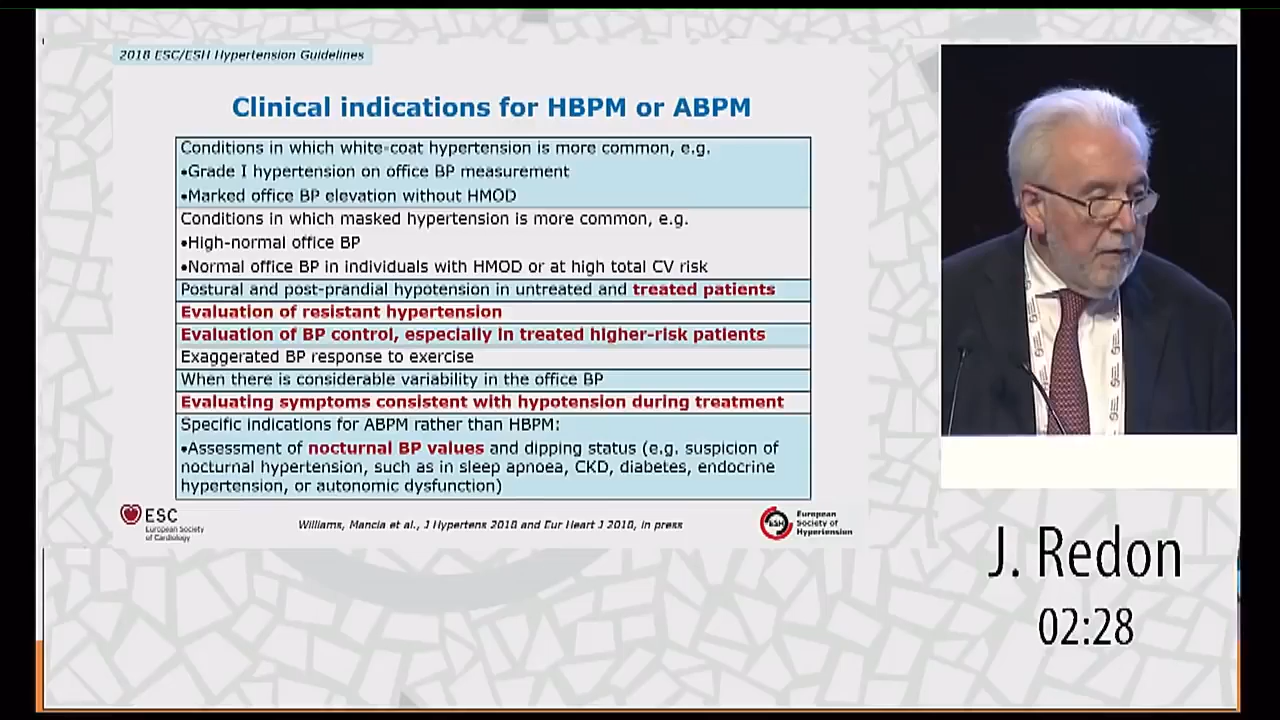 2018 ESC/ESH Hypertension Guidelines
Clinical indications for HBPM or ABPM
Conditions in which white-coat hypertension is more common, e.g.
•Grade I hypertension on office BP measurement
•Marked office BP elevation without HMOD
Conditions in which masked hypertension is more common, e.g.
•High-normal office BP
•Normal office BP in individuals with HMOD or at high total CV risk
Postural and post-prandial hypotension in untreated and treated patients
Evaluation of resistant hypertension
Evaluation of BP control, especially in treated higher-risk patients
Exaggerated BP response to exercise
When there is considerable variability in the office BP
Evaluating symptoms consistent with hypotension during treatment
Specific indications for ABPM rather than HBPM:
•Assessment of nocturnal BP values and dipping status (e.g. suspicion of
nocturnal hypertension, such as in sleep apnoea, CKD, diabetes, endocrine
hypertension, or autonomic dysfunction)
ESC
European Society
of Cardiology
Williams, Mancia et al., J Hypertens 2018 and Eur Heart J 2018, in press
ESH
European
Society of
Hypertension
J. Redon
02:28